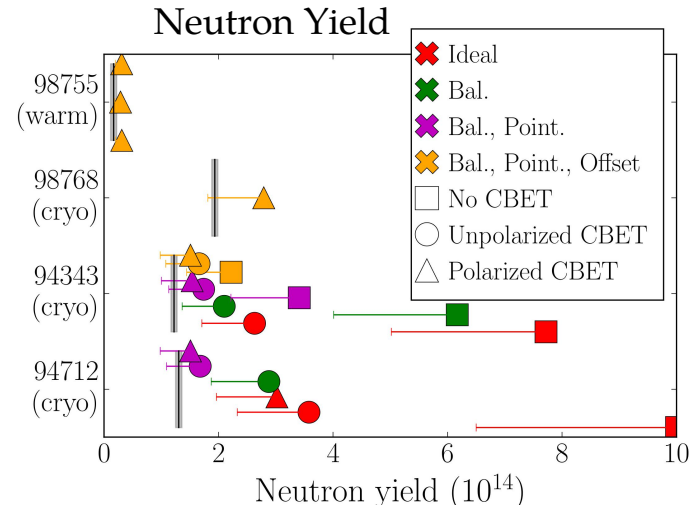 Neutron Yield
98755
(warm)
98768
(cryo)
94343
(cryo)
94712
(cryo)
Ideal
Bal.
Bal., Point.
Bal., Point., Offset
No CBET
Unpolarized CBET
Polarized CBET
0 2 4 6 8 10
Neutron yield (10¹⁴)